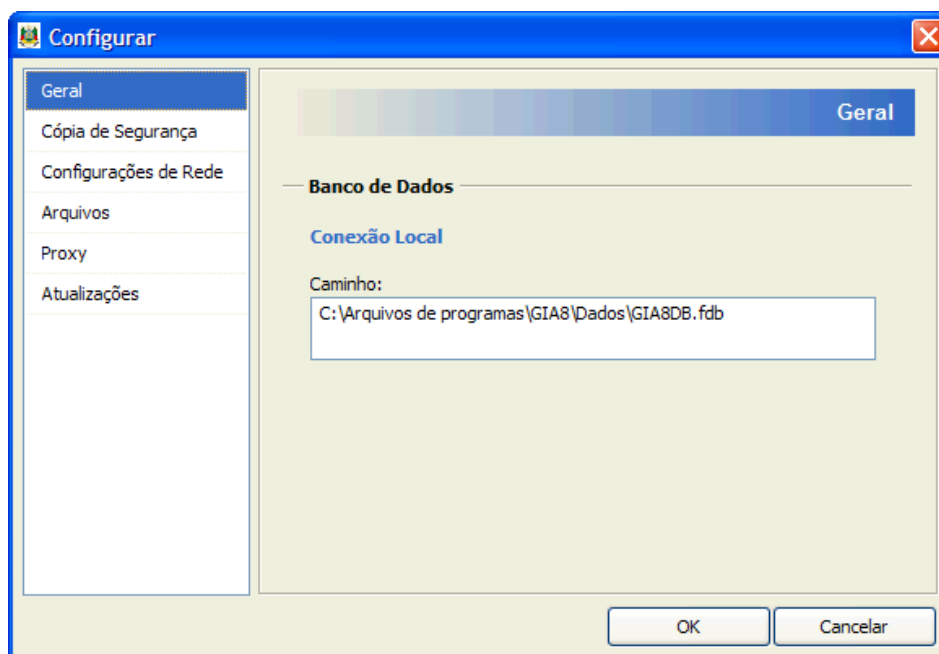 Configurar
Geral
Cópia de Segurança
Configurações de Rede
Arquivos
Proxy
Atualizações
Geral
Banco de Dados
Conexão Local
Caminho:
C:\Arquivos de programas\GIA8\Dados\GIA8DB.fdb
OK
Cancelar